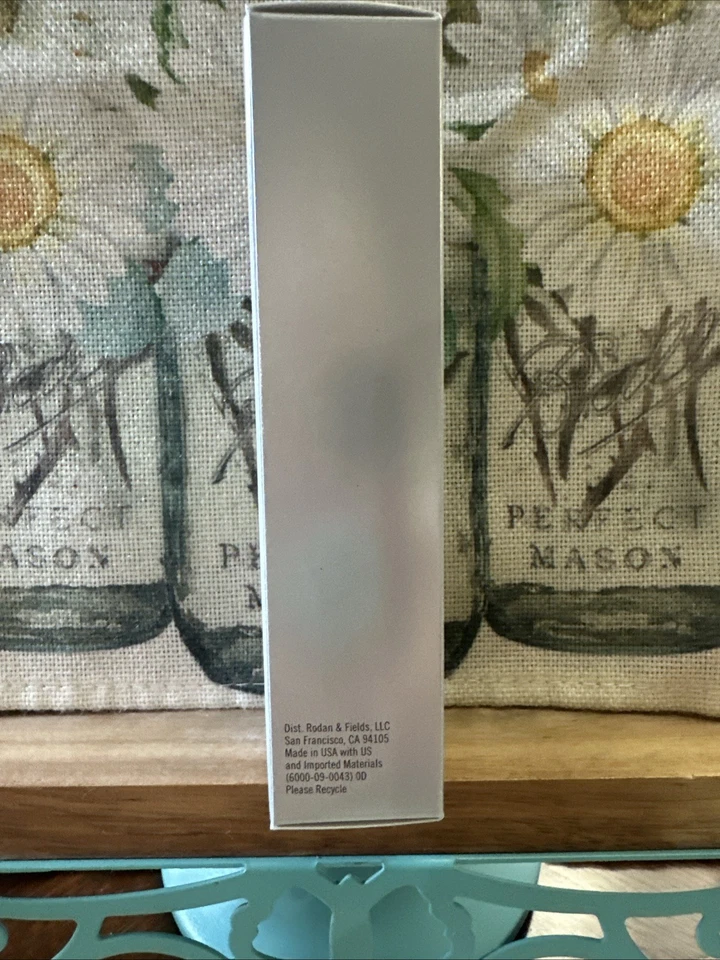 Dist. Rodan & Fields, LLC
San Francisco, CA 94105
Made in USA with US
and Imported Materials
(6000-09-0043) 0D
Please Recycle
PERFECT
MASON